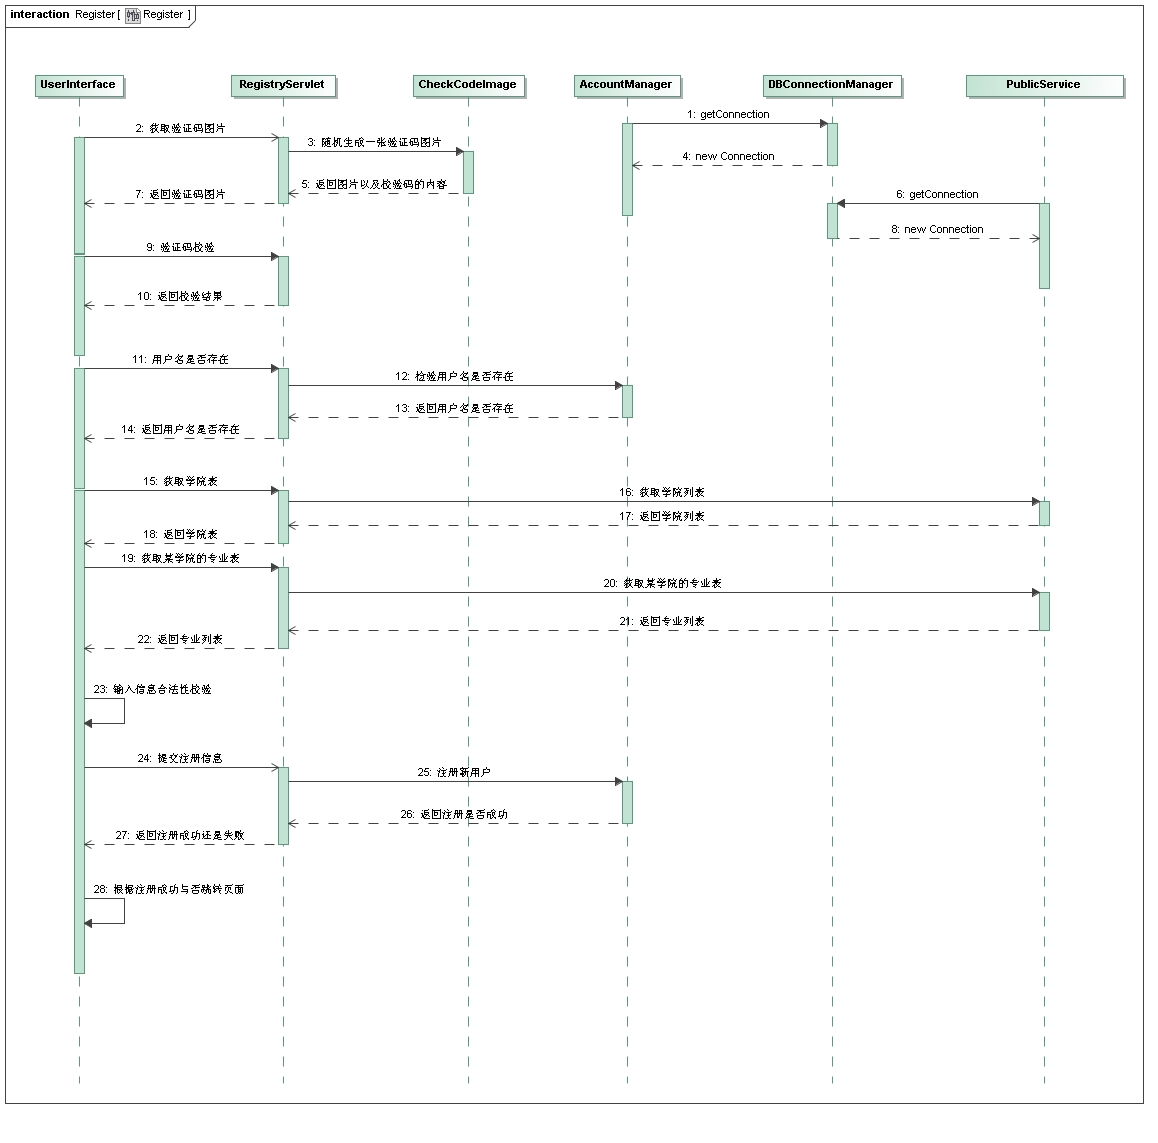 interaction Register [ Register ]
UserInterface
RegistryServlet
CheckCodeImage
AccountManager
DBConnectionManager
PublicService
1: getConnection
2: 获取验证码图片
3: 随机生成一张验证码图片
4: new Connection
5: 返回图片以及校验码的内容
6: getConnection
7: 返回验证码图片
8: new Connection
9: 验证码校验
10: 返回校验结果
11: 用户名是否存在
12: 检验用户名是否存在
13: 返回用户名是否存在
14: 返回用户名是否存在
15: 获取学院表
16: 获取学院列表
17: 返回学院列表
18: 返回学院表
19: 获取某学院的专业表
20: 获取某学院的专业表
21: 返回专业列表
22: 返回专业列表
23: 输入信息合法性校验
24: 提交注册信息
25: 注册新用户
26: 返回注册是否成功
27: 返回注册成功还是失败
28: 根据注册成功与否跳转页面